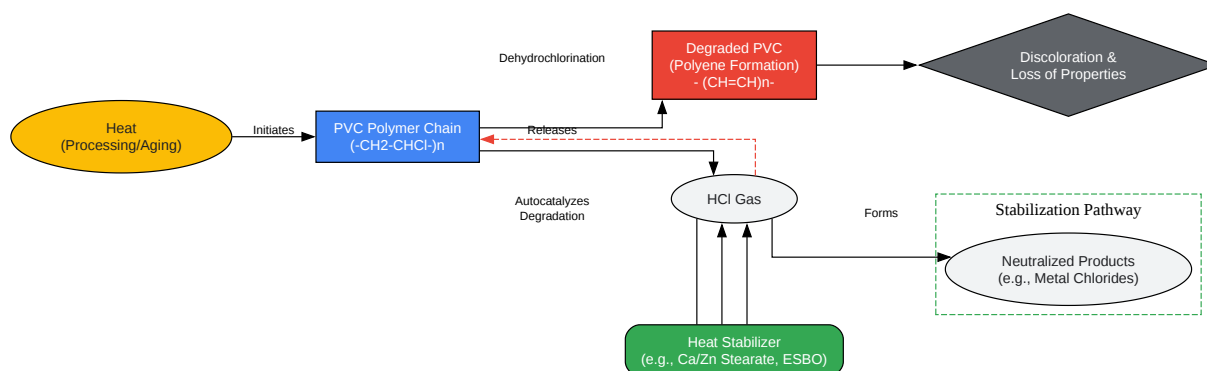 Dehydrochlorination
Degraded PVC
(Polyene Formation)
- (CH=CH)n-
Discoloration &
Loss of Properties
Heat
(Processing/Aging)
Initiates
PVC Polymer Chain
(-CH2-CHCl-)n
Releases
Autocatalyzes
Degradation
HCl Gas
Forms
Stabilization Pathway
Neutralized Products
(e.g., Metal Chlorides)
Heat Stabilizer
(e.g., Ca/Zn Stearate, ESBO)